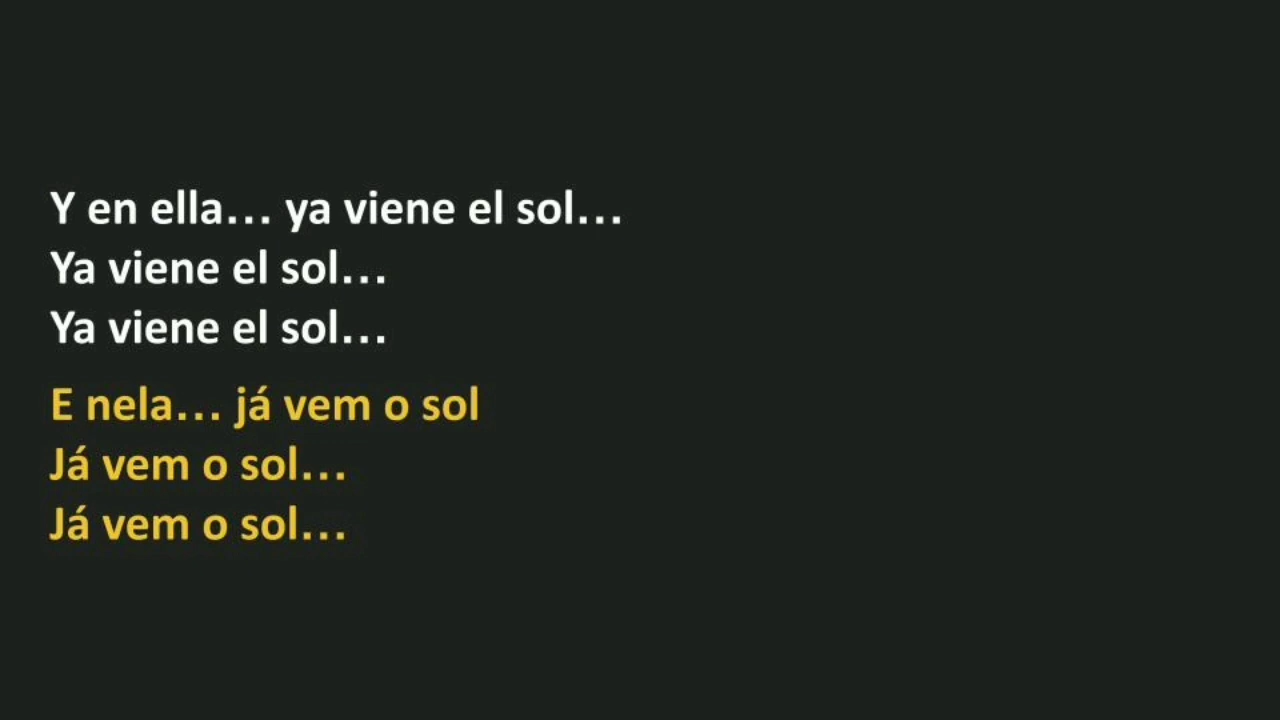 Y en ella… ya viene el sol…
Ya viene el sol…
Ya viene el sol…
E nela… já vem o sol
Já vem o sol…
Já vem o sol…